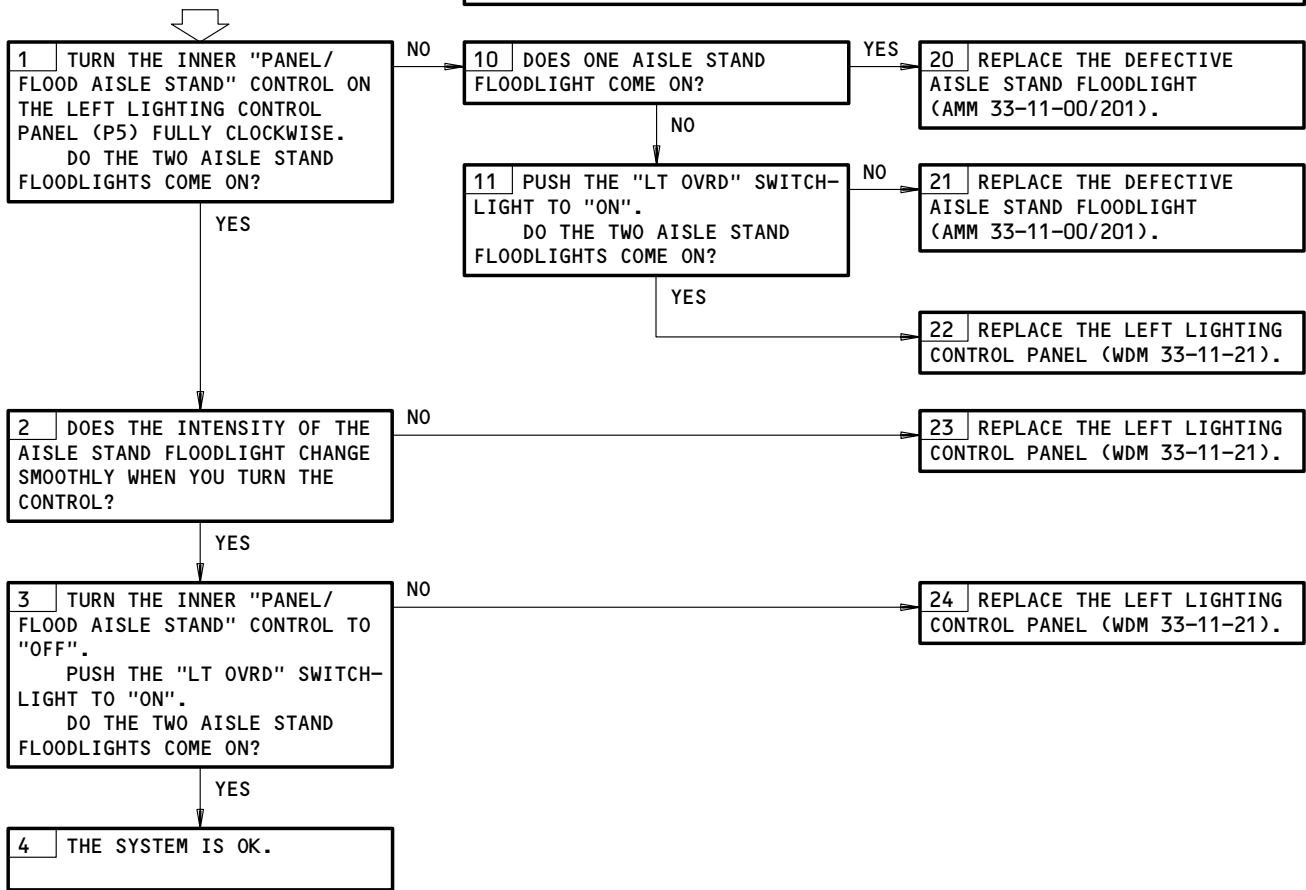 1 TURN THE INNER "PANEL/
FLOOD AISLE STAND" CONTROL ON
THE LEFT LIGHTING CONTROL
PANEL (P5) FULLY CLOCKWISE.
DO THE TWO AISLE STAND
FLOODLIGHTS COME ON?
NO
10 DOES ONE AISLE STAND
FLOODLIGHT COME ON?
YES
20 REPLACE THE DEFECTIVE
AISLE STAND FLOODLIGHT
(AMM 33-11-00/201).
NO
11 PUSH THE "LT OVRD" SWITCH-
LIGHT TO "ON".
DO THE TWO AISLE STAND
FLOODLIGHTS COME ON?
NO
21 REPLACE THE DEFECTIVE
AISLE STAND FLOODLIGHT
(AMM 33-11-00/201).
YES
YES
22 REPLACE THE LEFT LIGHTING
CONTROL PANEL (WDM 33-11-21).
2 DOES THE INTENSITY OF THE
AISLE STAND FLOODLIGHT CHANGE
SMOOTHLY WHEN YOU TURN THE
CONTROL?
NO
23 REPLACE THE LEFT LIGHTING
CONTROL PANEL (WDM 33-11-21).
YES
3 TURN THE INNER "PANEL/
FLOOD AISLE STAND" CONTROL TO
"OFF".
PUSH THE "LT OVRD" SWITCH-
LIGHT TO "ON".
DO THE TWO AISLE STAND
FLOODLIGHTS COME ON?
NO
24 REPLACE THE LEFT LIGHTING
CONTROL PANEL (WDM 33-11-21).
YES
4 THE SYSTEM IS OK.